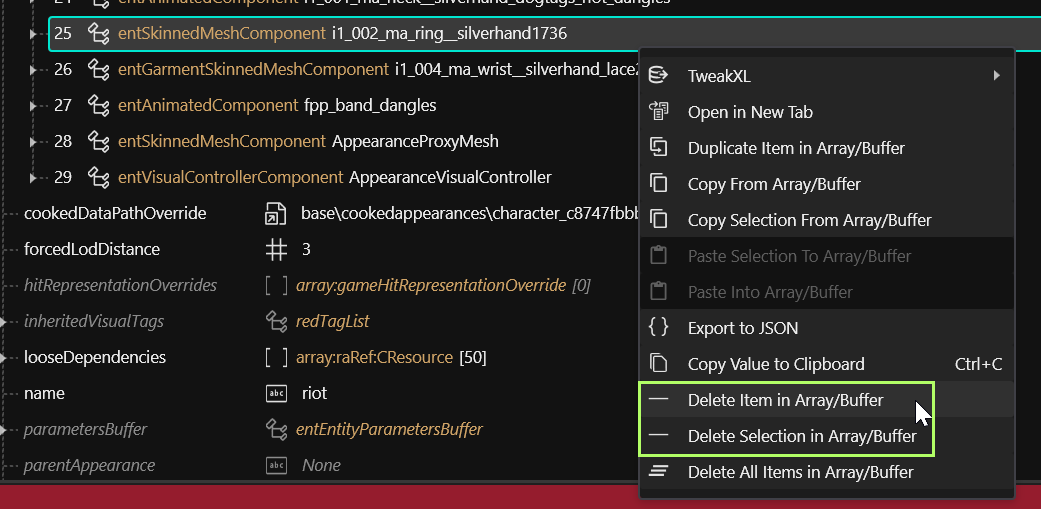 24 entAnimatedComponent i1_001_ma_neck__silverhand_dogtags_hot_dangles
25 entSkinnedMeshComponent i1_002_ma_ring__silverhand1736
26 entGarmentSkinnedMeshComponent i1_004_ma_wrist__silverhand_lace2
27 entAnimatedComponent fpp_band_dangles
28 entSkinnedMeshComponent AppearanceProxyMesh
29 entVisualControllerComponent AppearanceVisualController
cookedDataPathOverride base\cookedappearances\character_c8747fbbb
forcedLodDistance 3
hitRepresentationOverrides [ ] array:gameHitRepresentationOverride [0]
inheritedVisualTags redTagList
looseDependencies [ ] array:raRef:CResource [50]
name abc riot
parametersBuffer entEntityParametersBuffer
parentAppearance abc None
TweakXL
Open in New Tab
Duplicate Item in Array/Buffer
Copy From Array/Buffer
Copy Selection From Array/Buffer
Paste Selection To Array/Buffer
Paste Into Array/Buffer
{ } Export to JSON
Copy Value to Clipboard Ctrl+C
Delete Item in Array/Buffer
Delete Selection in Array/Buffer
Delete All Items in Array/Buffer